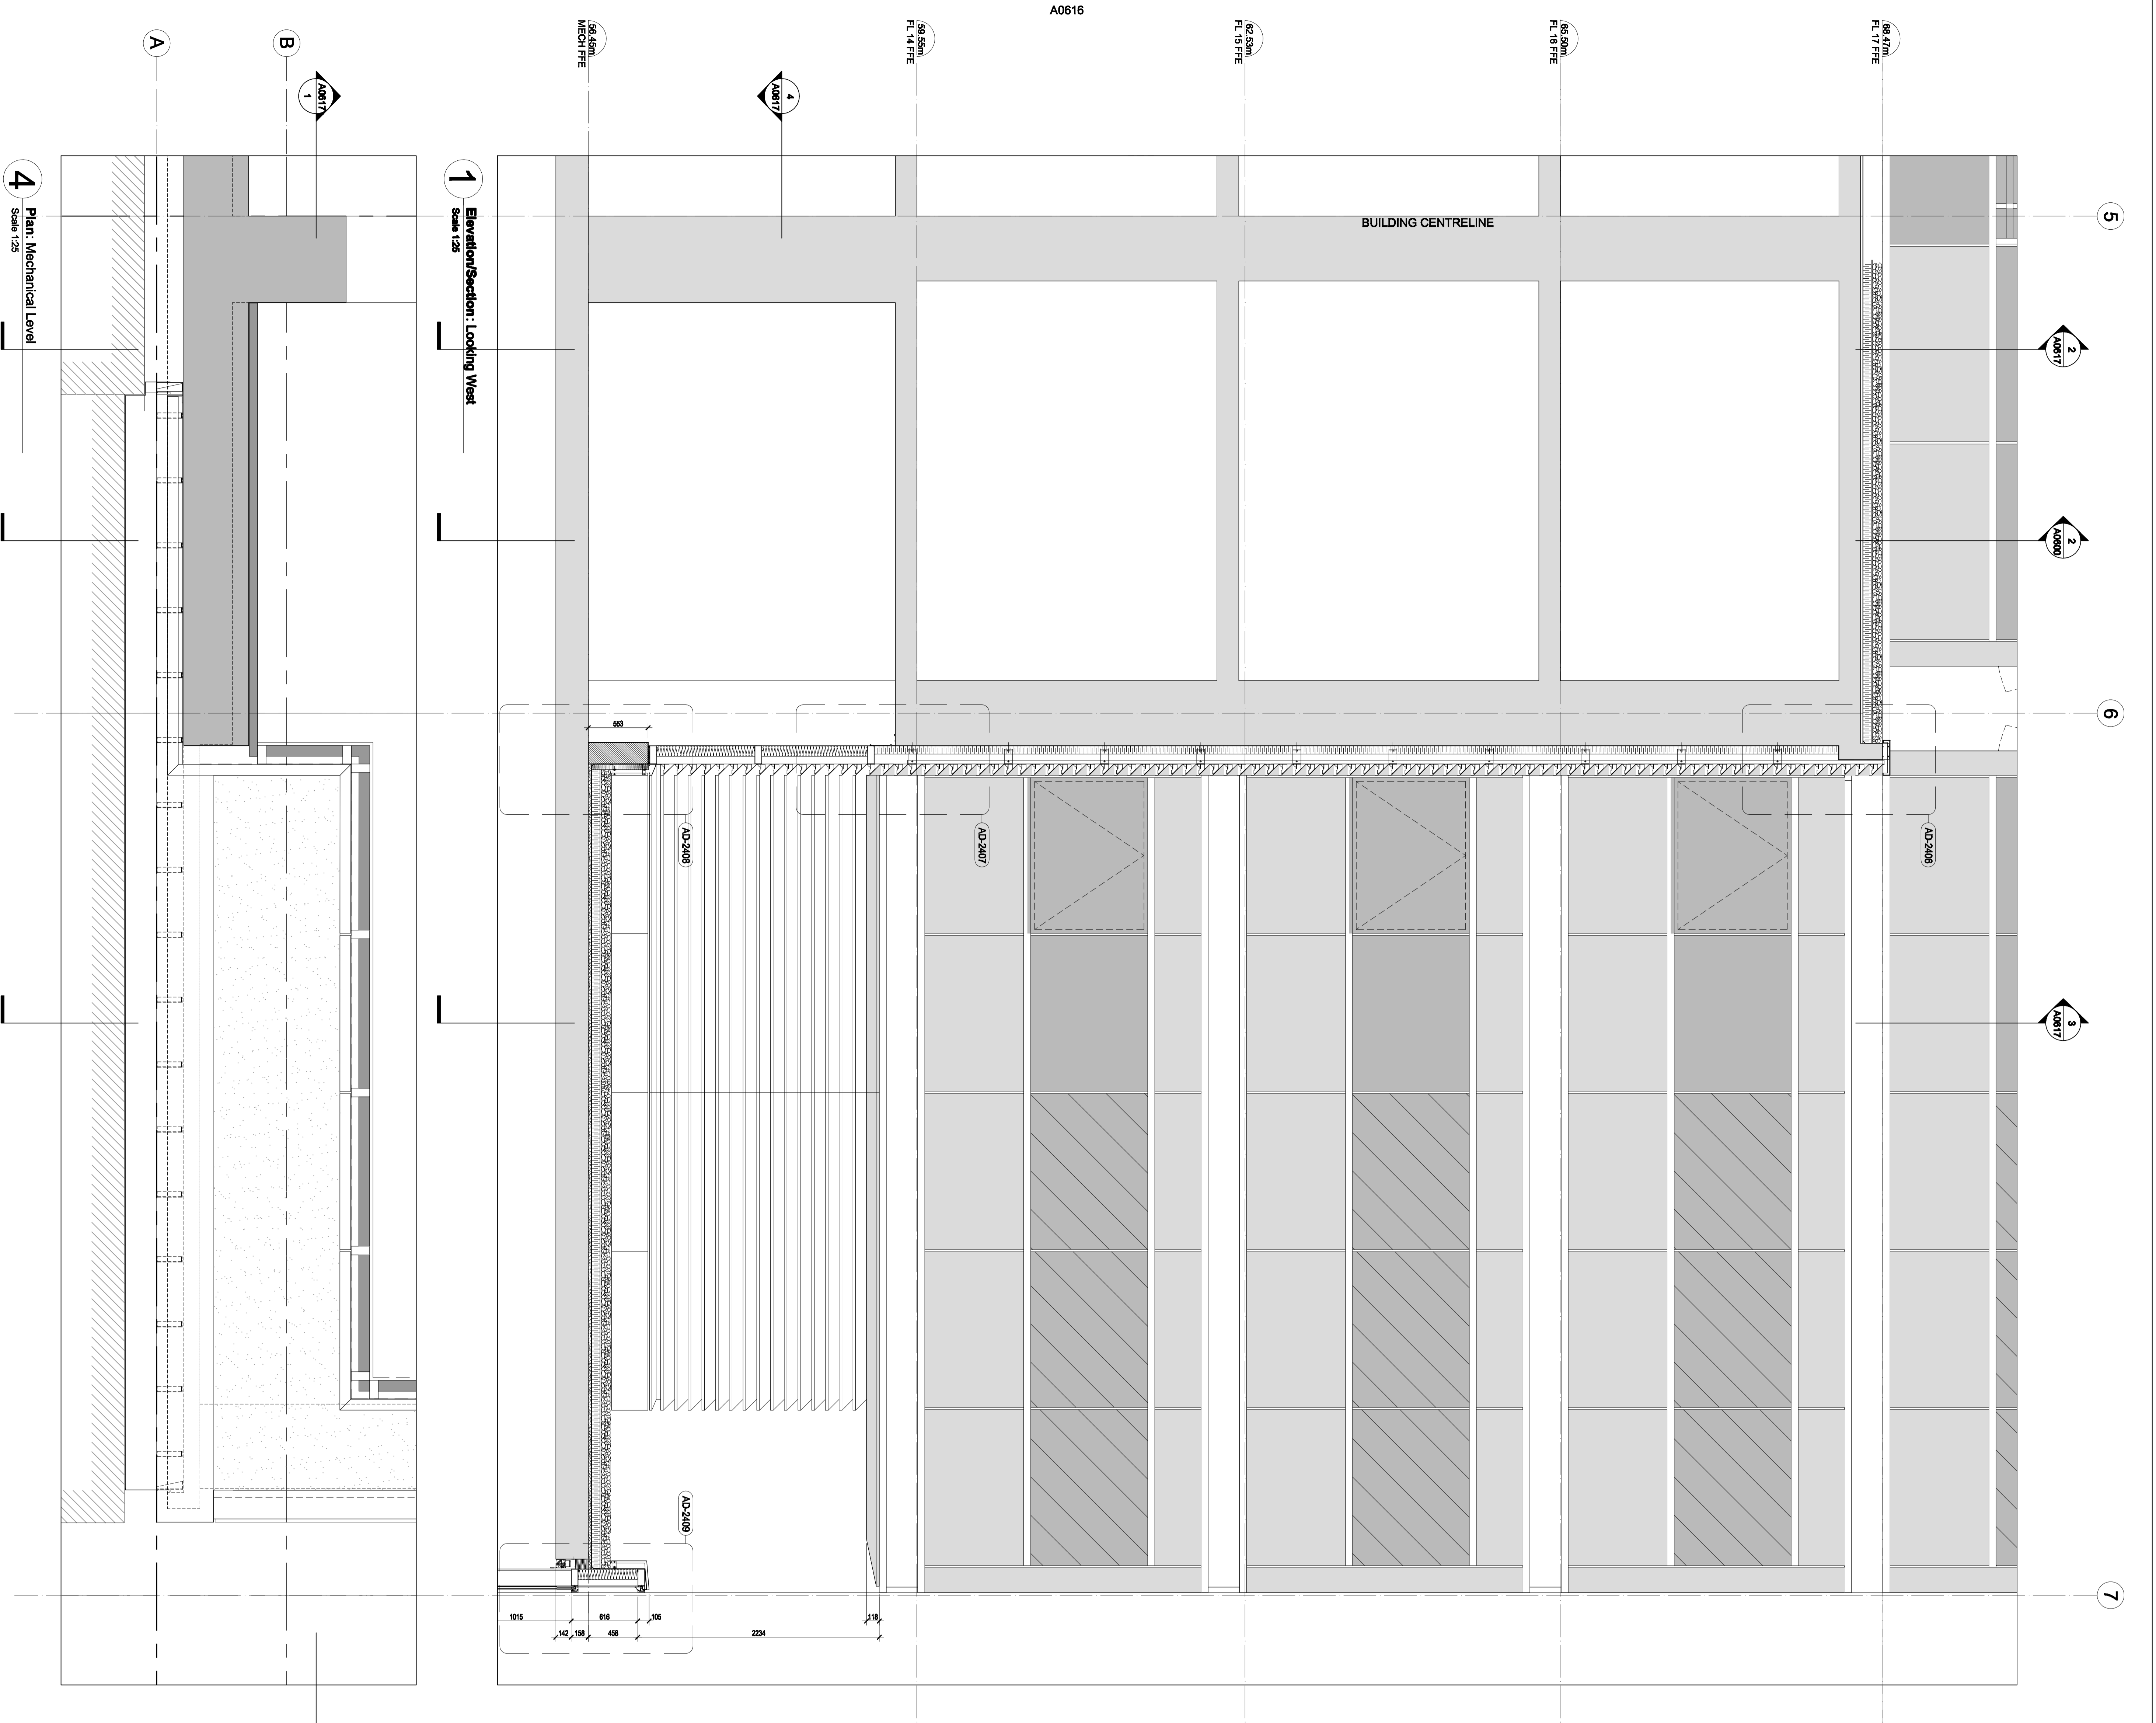 A0616
68.47m
FL 17 FFE
65.50m
FL 16 FFE
62.53m
FL 15 FFE
59.55m
FL 14 FFE
56.45m
MECH FFE
5
6
7
2
A0617
2
A0600
3
A0617
4
A0617
A0617
1
B
A
BUILDING CENTRELINE
AD-2406
AD-2407
AD-2408
AD-2409
553
118
2234
105
616
1015
458
158
142
1
Elevation/Section: Looking West
Scale 1:25
4
Plan: Mechanical Level
Scale 1:25